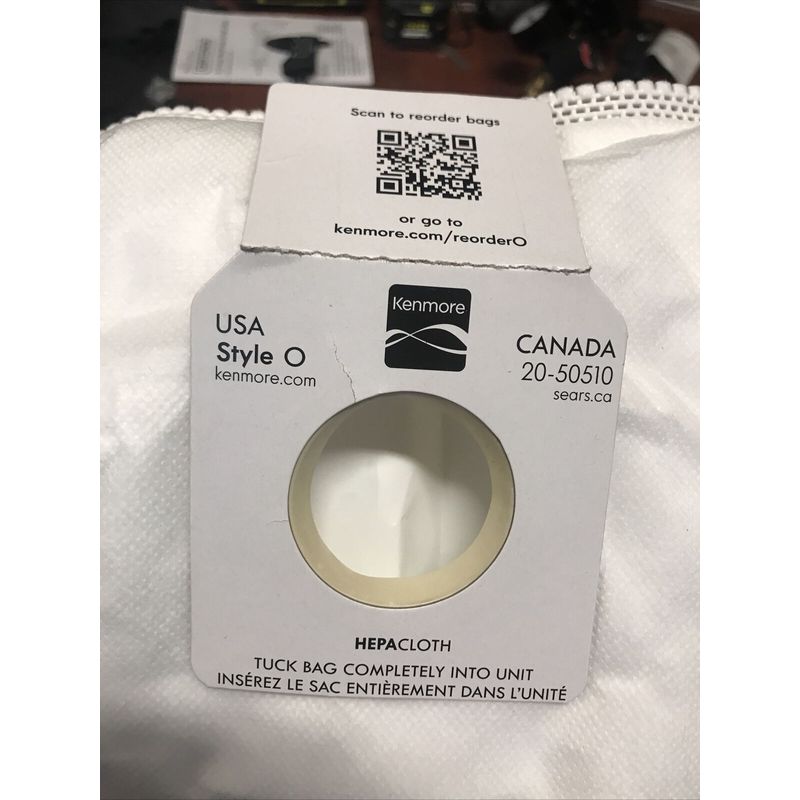 Scan to reorder bags
or go to
kenmore.com/reorderO
Kenmore
USA
Style O
kenmore.com
CANADA
20-50510
sears.ca
HEPACLOTH
TUCK BAG COMPLETELY INTO UNIT
INSÉREZ LE SAC ENTIÈREMENT DANS L'UNITÉ